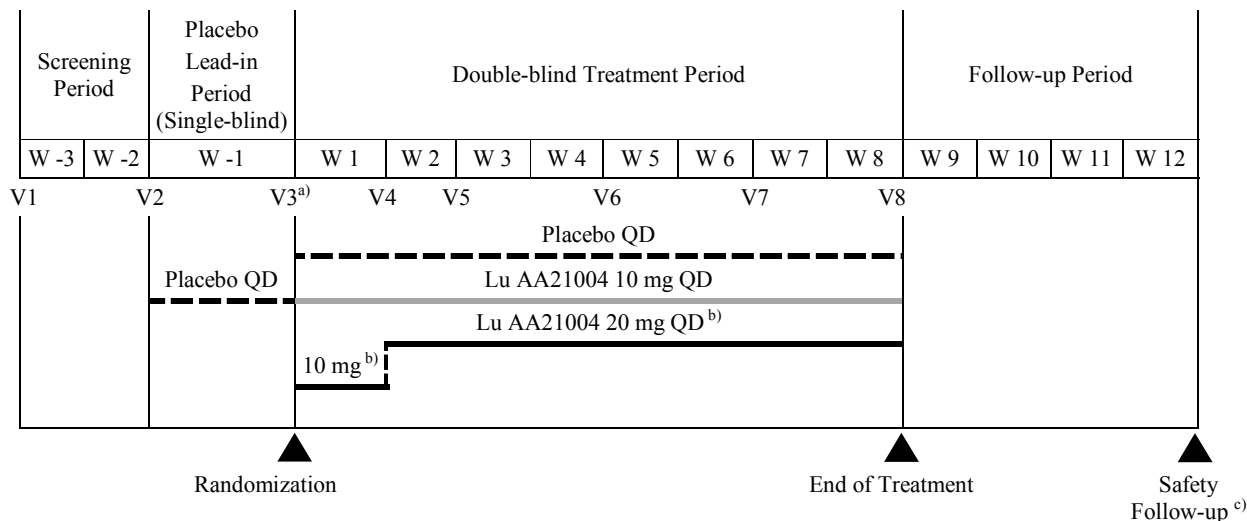 Screening
Period
Placebo
Lead-in
Period
(Single-blind)
Double-blind Treatment Period
Follow-up Period
W -3 W -2 W -1 W 1 W 2 W 3 W 4 W 5 W 6 W 7 W 8 W 9 W 10 W 11 W 12
V1 V2 V3a) V4 V5 V6 V7 V8
Placebo QD
Placebo QD Lu AA21004 10 mg QD
Lu AA21004 20 mg QD b)
10 mg b)
Randomization
End of Treatment
Safety
Follow-up c)